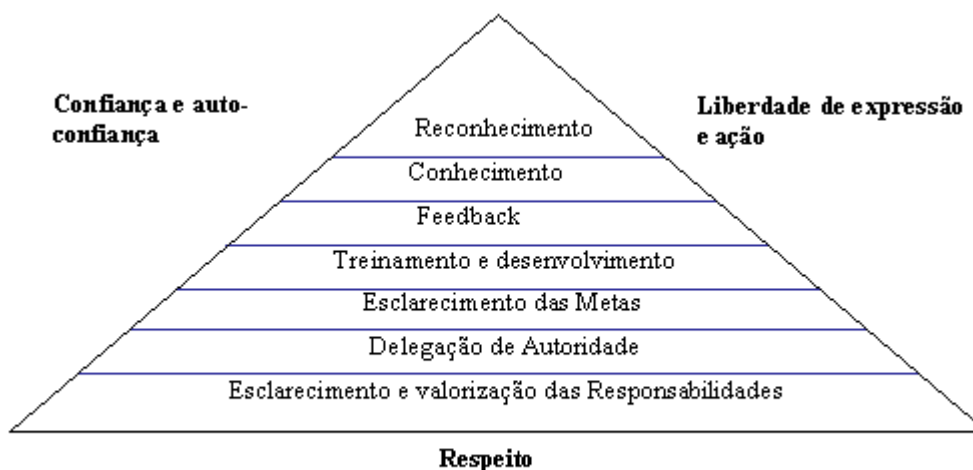 Confiança e auto-
confiança
Liberdade de expressão
e ação
Reconhecimento
Conhecimento
Feedback
Treinamento e desenvolvimento
Esclarecimento das Metas
Delegação de Autoridade
Esclarecimento e valorização das Responsabilidades
Respeito